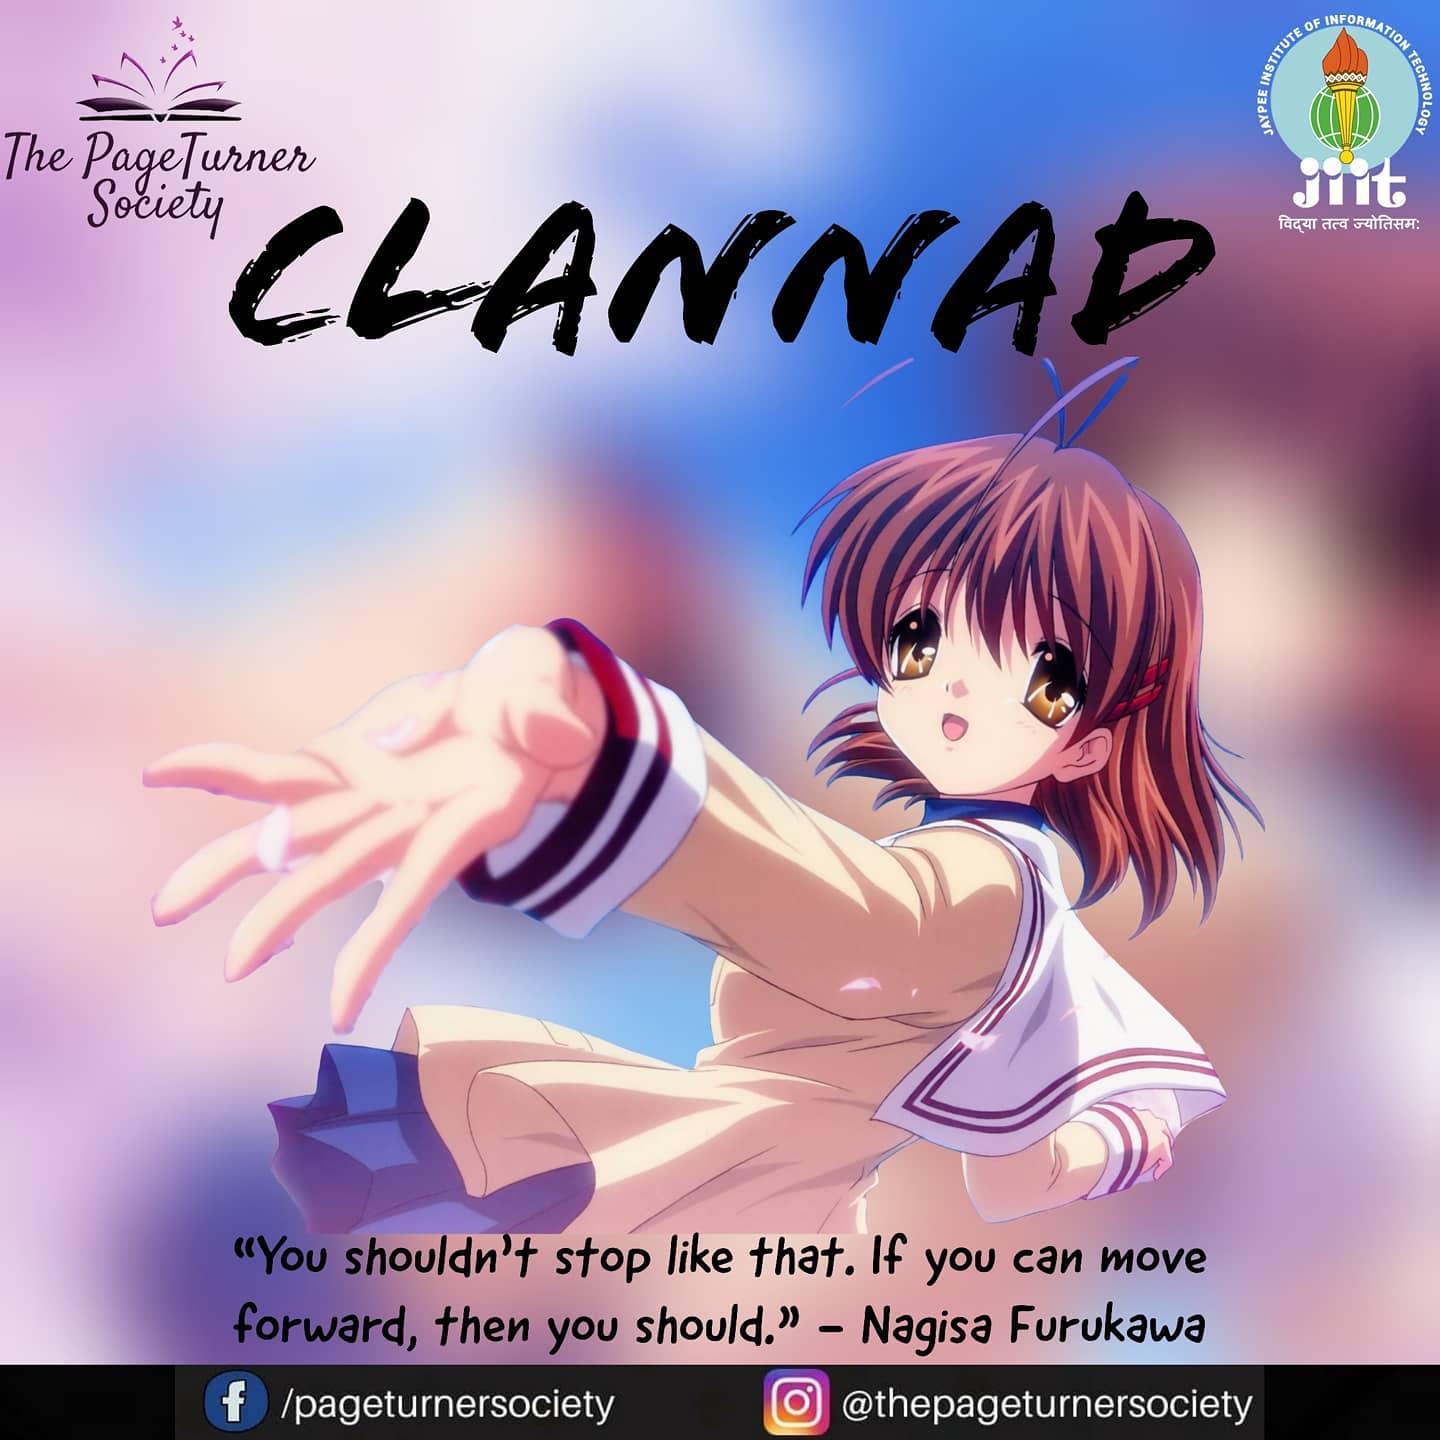 The PageTurner
Society
JAYPEE INSTITUTE OF INFORMATION TECHNOLOGY
jiit
विद्या तत्व ज्योतिसम:
CLANNAD
“You shouldn’t stop like that. If you can move
forward, then you should.” – Nagisa Furukawa
/pageturnersociety
@thepageturnersociety